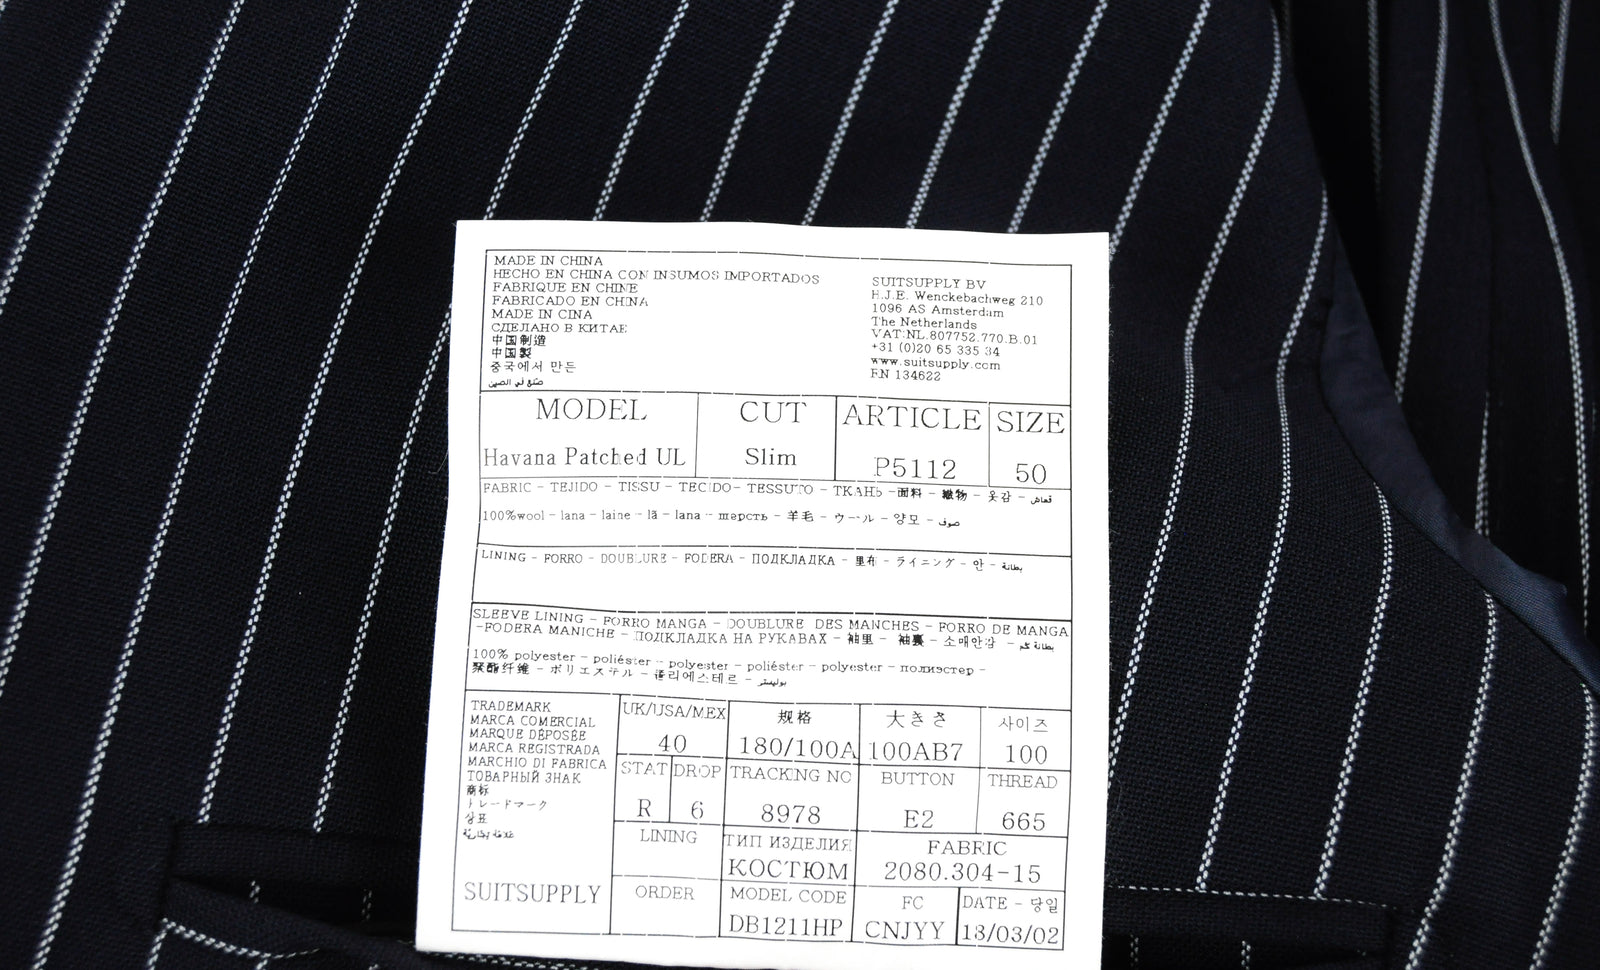 MADE IN CHINA
HECHO EN CHINA CON INSUMOS IMPORTADOS
FABRIQUE EN CHINE
FABRICADO EN CHINA
MADE IN CINA
СДЕЛАНО В КИТАЕ
中国制造
中国製
중국에서 만든
صنع في الصين
SUITSUPPLY BV
H.J.E. Wenckebachweg 210
1096 AS Amsterdam
The Netherlands
VAT:NL.807752.770.B.01
+31 (0)20 65 335 34
www.suitsupply.com
RN 134622
MODEL CUT ARTICLE SIZE
Havana Patched UL Slim P5112 50
FABRIC - TEJIDO - TISSU - TECIDO- TESSUTO - ТКАНЬ -面料 - 織物 - 옷감 - قماش
100%wool - lana - laine - lã - lana - шерсть - 羊毛 - ウール - 양모 - صوف
LINING - FORRO - DOUBLURE - FODERA - ПОДКЛАДКА - 里布 - ライニング - 안 - بطانة
SLEEVE LINING - FORRO MANGA - DOUBLURE DES MANCHES - FORRO DE MANGA
-FODERA MANICHE - ПОДКЛАДКА НА РУКАВАХ - 袖里 - 袖裏 - 소매안감 - بطانة كم
100% polyester - poliéster - polyester - poliéster - polyester - полиэстер -
聚酯纤维 - ポリエステル - 폴리에스테르 - بوليستر
TRADEMARK
MARCA COMERCIAL
MARQUE DÉPOSÉE
MARCA REGISTRADA
MARCHIO DI FABRICA
ТОВАРНЫЙ ЗНАК
商标
トレードマーク
상표
علامة تجارية
SUITSUPPLY
UK/USA/MEX 规格 大きさ 사이즈
40 180/100A 100AB7 100
STAT DROP TRACKING NO BUTTON THREAD
R 6 8978 E2 665
LINING ТИП ИЗДЕЛИЯ FABRIC
КОСТЮМ 2080.304-15
ORDER MODEL CODE FC DATE - 당일
DB1211HP CNJYY 18/03/02